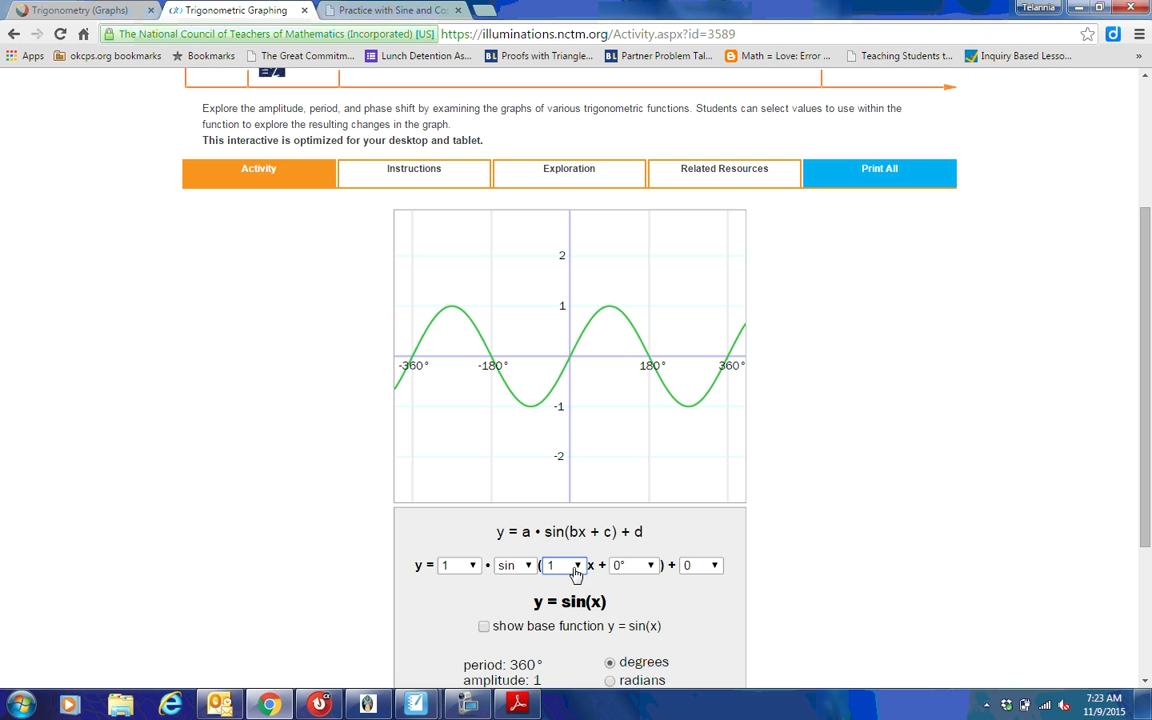 Trigonometry (Graphs) × Trigonometric Graphing × Practice with Sine and Co × Telannia
The National Council of Teachers of Mathematics (Incorporated) [US] https://illuminations.nctm.org/Activity.aspx?id=3589
Apps okcps.org bookmarks Bookmarks The Great Commitm... Lunch Detention As... BL Proofs with Triangle... BL Partner Problem Tal... Math = Love: Error ... Teaching Students t... Inquiry Based Lesso... »
Explore the amplitude, period, and phase shift by examining the graphs of various trigonometric functions. Students can select values to use within the
function to explore the resulting changes in the graph.
This interactive is optimized for your desktop and tablet.
Activity Instructions Exploration Related Resources Print All
2
1
-360° -180° 180° 360°
-1
-2
y = a • sin(bx + c) + d
y = 1 • sin ( 1 x + 0° ) + 0
y = sin(x)
show base function y = sin(x)
period: 360° degrees
amplitude: 1 radians
7:23 AM
11/9/2015